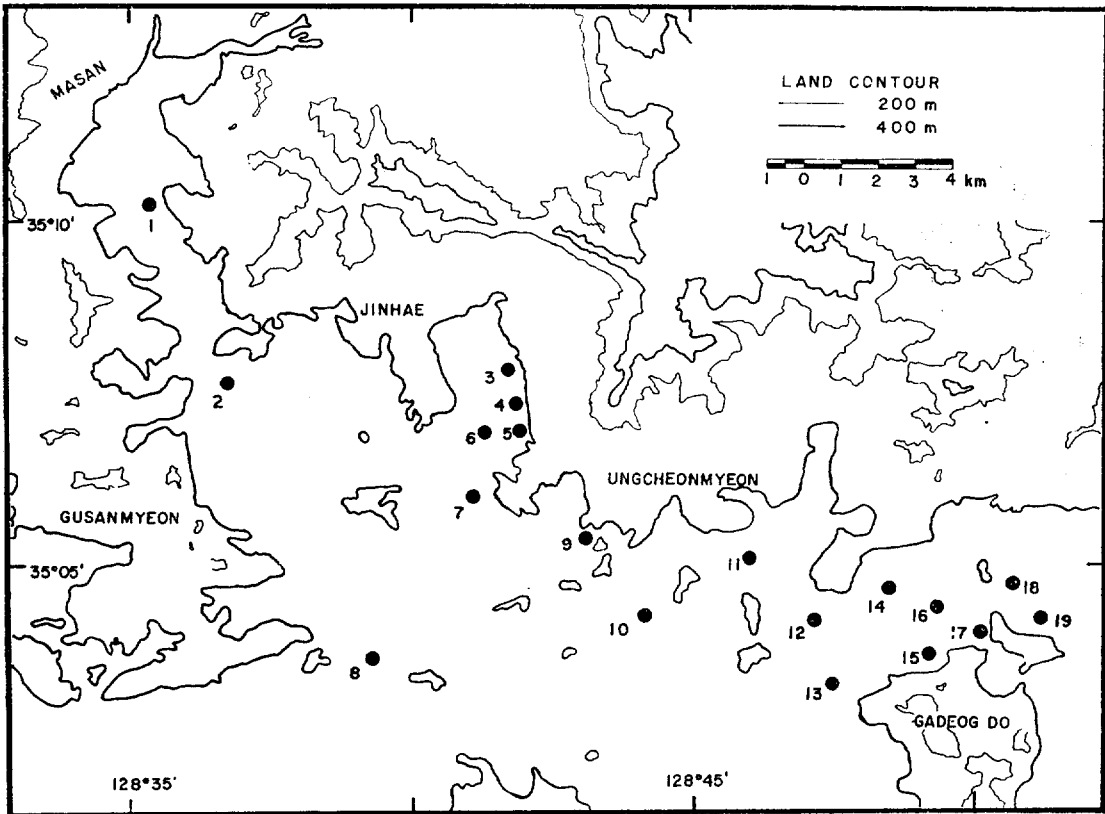 MASAN
LAND CONTOUR
200 m
400 m
1 0 1 2 3 4 km
35°10'
1
JINHAE
2
3
4
5
6
7
UNGCHEONMYEON
GUSANMYEON
9
35°05'
11
10
8
14
16
18
19
12
17
15
13
GADEOG DO
128°35'
128°45'